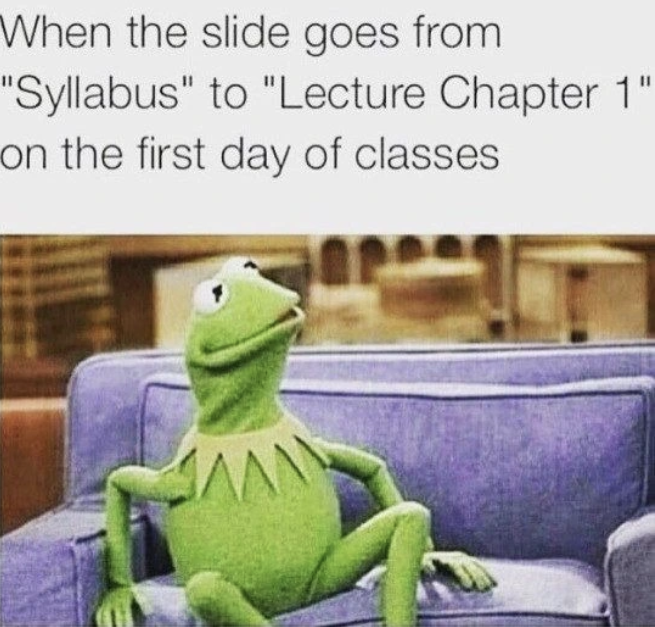 When the slide goes from
"Syllabus" to "Lecture Chapter 1"
on the first day of classes